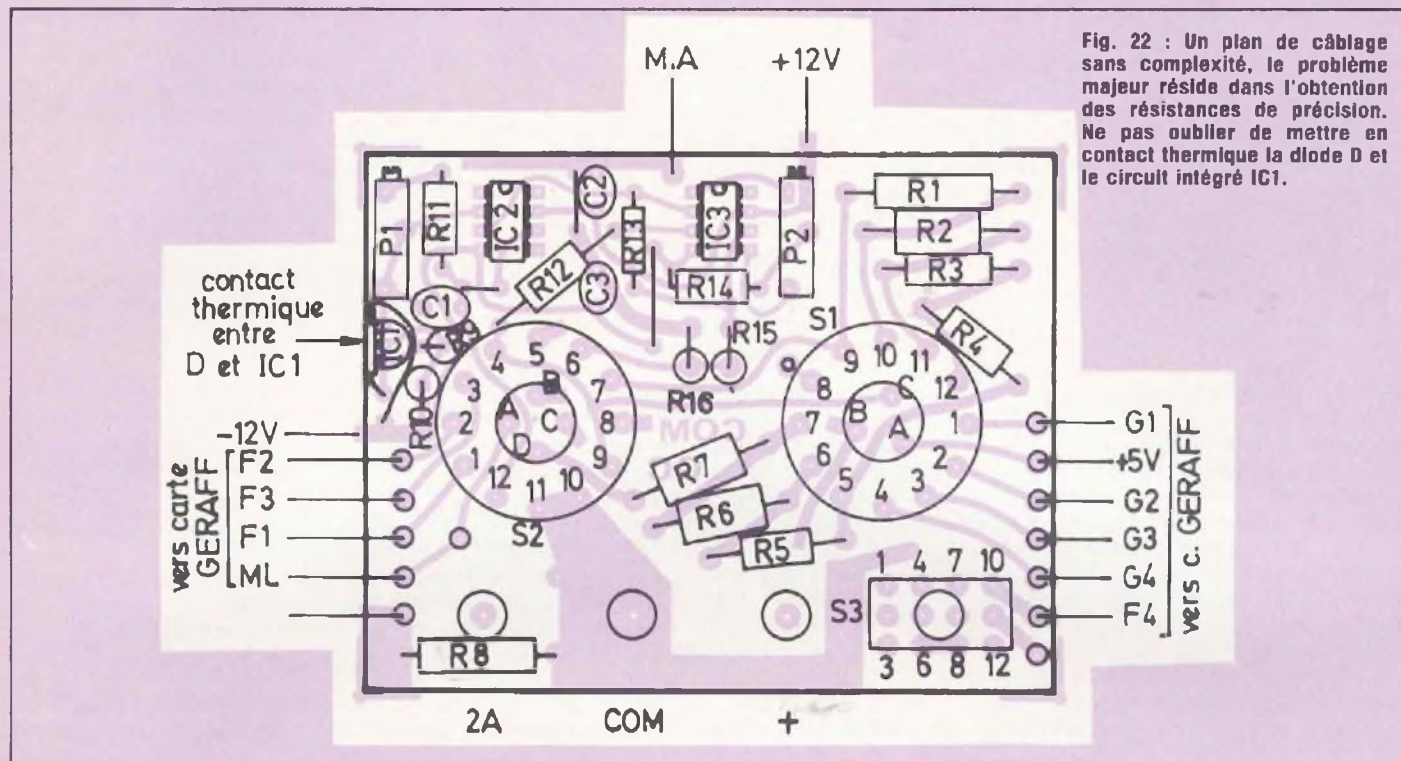 Fig. 22 : Un plan de câblage
sans complexité, le problème
majeur réside dans l'obtention
des résistances de précision.
Ne pas oublier de mettre en
contact thermique la diode D et
le circuit intégré IC1.
M.A +12V
P1 R11 IC2 C2 R13 IC3 P2 R1
R2
R3
R12 C3 R14
contact
thermique
entre
D et IC1
C1
IC1 R9
R10
R15
R16
S1
R4
4 5 6 7 8 9 10 11 12 1 2 3
A B C D
S2
9 10 11 12 1 2 3 4 5 6 7 8
A B C
COM
R7
R6
R5
-12V
F2
F3
F1
ML
vers carte
GERAFF
G1
+5V
G2
G3
G4
F4
vers c. GERAFF
1 4 7 10
S3
3 6 8 12
R8
2A COM +